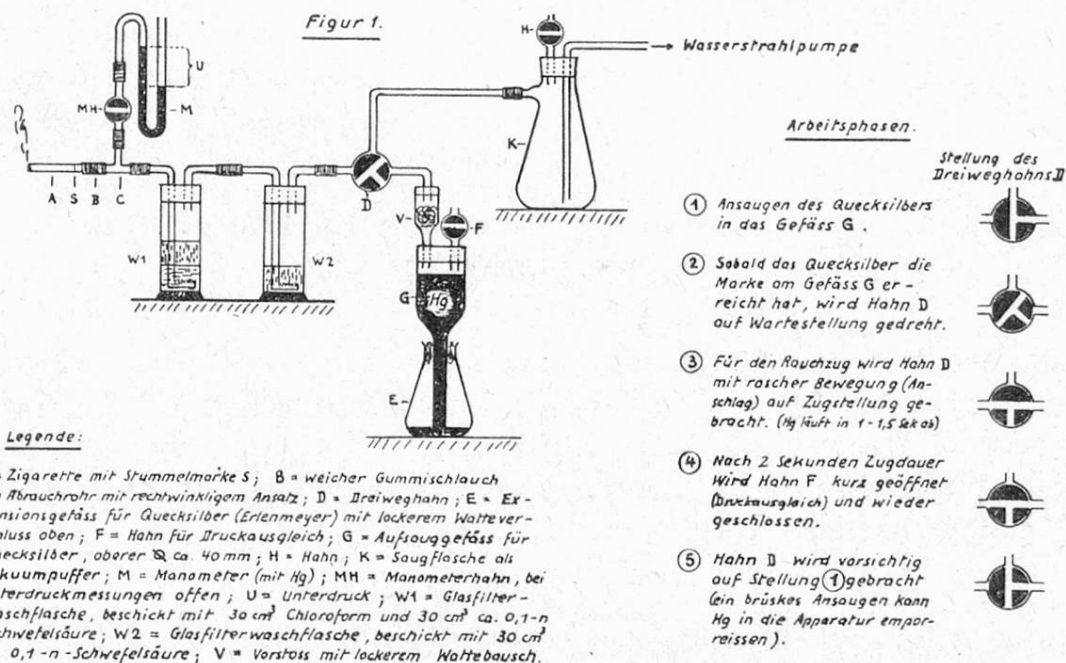 Figur 1.
H
Wasserstrahlpumpe
U
MH
M
K
A
S
B
C
D
V
F
W1
W2
G
Hg
E
Arbeitsphasen.
Stellung des
Dreiweghahns D
1 Ansaugen des Quecksilbers
in das Gefäss G.
2 Sobald das Quecksilber die
Marke am Gefäss G er-
reicht hat, wird Hahn D
auf Wartestellung gedreht.
3 Für den Rauchzug wird Hahn D
mit rascher Bewegung (An-
schlag) auf Zugstellung ge-
bracht. (Hg läuft in 1-1,5 Sek ab)
4 Nach 2 Sekunden Zugdauer
Wird Hahn F kurz geöffnet
(Druckausgleich) und wieder
geschlossen.
5 Hahn D wird vorsichtig
auf Stellung 1 gebracht
(ein brüskes Ansaugen kann
Hg in die Apparatur empor-
reissen).
Legende:
Zigarette mit Stummelmarke S; B = weicher Gummischlauch
Abrauchrohr mit rechtwinkligem Ansatz; D = Dreiweghahn; E = Ex-
nsionsgefäss für Quecksilber (Erlenmeyer) mit lockerem Wattever-
luss oben; F = Hahn für Druckausgleich; G = Aufsauggefäss für
ecksilber, oberer Ø ca. 40 mm; H = Hahn; K = Saugflasche als
kuumpuffer; M = Manometer (mit Hg); MH = Manometerhahn, bei
terdruckmessungen offen; U = Unterdruck; W1 = Glasfilter-
schflasche, beschickt mit 30 cm³ Chloroform und 30 cm³ ca. 0,1-n
hwefelsäure; W2 = Glasfilterwaschflasche, beschickt mit 30 cm³
0,1-n-Schwefelsäure; V = Vorstoss mit lockerem Wattebausch.